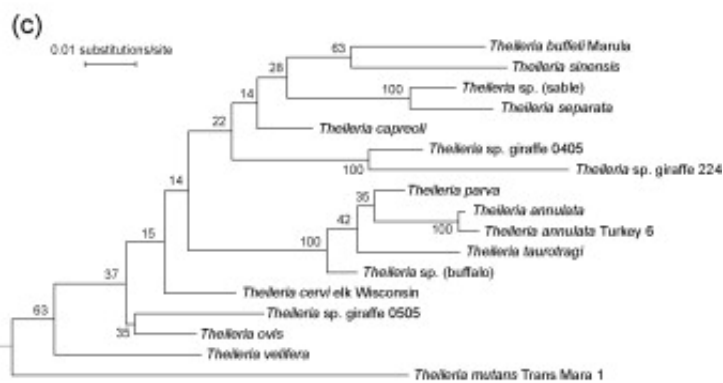 (c)
0.01 substitutions/site
63 Theileria buffeli Marula
28 Theileria sinensis
100 Theileria sp. (sable)
14 Theileria separata
Theileria capreoli
22 Theileria sp. giraffe 0405
100 Theileria sp. giraffe 224
14 35 Theileria parva
42 Theileria annulata
100 Theileria annulata Turkey 6
15 100 Theileria taurotragi
Theileria sp. (buffalo)
37 Theileria cervi elk Wisconsin
63 Theileria sp. giraffe 0505
35 Theileria ovis
Theileria velifera
Theileria mutans Trans Mara 1